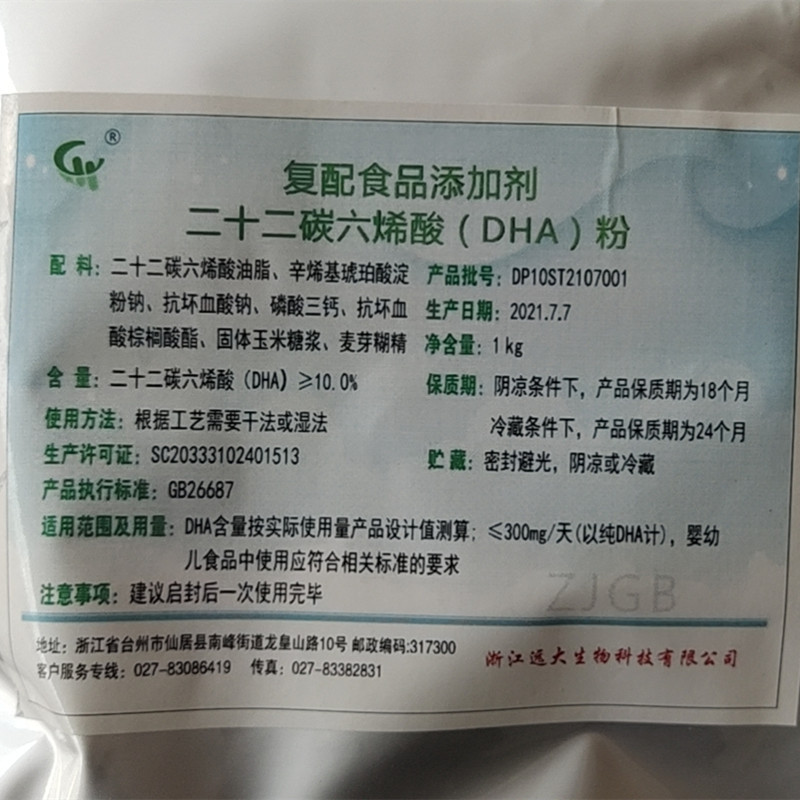 ®
复配食品添加剂
二十二碳六烯酸（DHA）粉
配 料：二十二碳六烯酸油脂、辛烯基琥珀酸淀
粉钠、抗坏血酸钠、磷酸三钙、抗坏血
酸棕榈酸酯、固体玉米糖浆、麦芽糊精
含 量：二十二碳六烯酸（DHA）≥10.0%
使用方法：根据工艺需要干法或湿法
生产许可证：SC20333102401513
产品执行标准：GB26687
产品批号：DP10ST2107001
生产日期：2021.7.7
净含量：1kg
保质期：阴凉条件下，产品保质期为18个月
冷藏条件下，产品保质期为24个月
贮 藏：密封避光，阴凉或冷藏
适用范围及用量：DHA含量按实际使用量产品设计值测算；≤300mg/天(以纯DHA计)，婴幼
儿食品中使用应符合相关标准的要求
注意事项：建议启封后一次使用完毕
ZJGB
地址：浙江省台州市仙居县南峰街道龙皇山路10号 邮政编码:317300
客户服务专线：027-83086419 传真：027-83382831
浙江远大生物科技有限公司